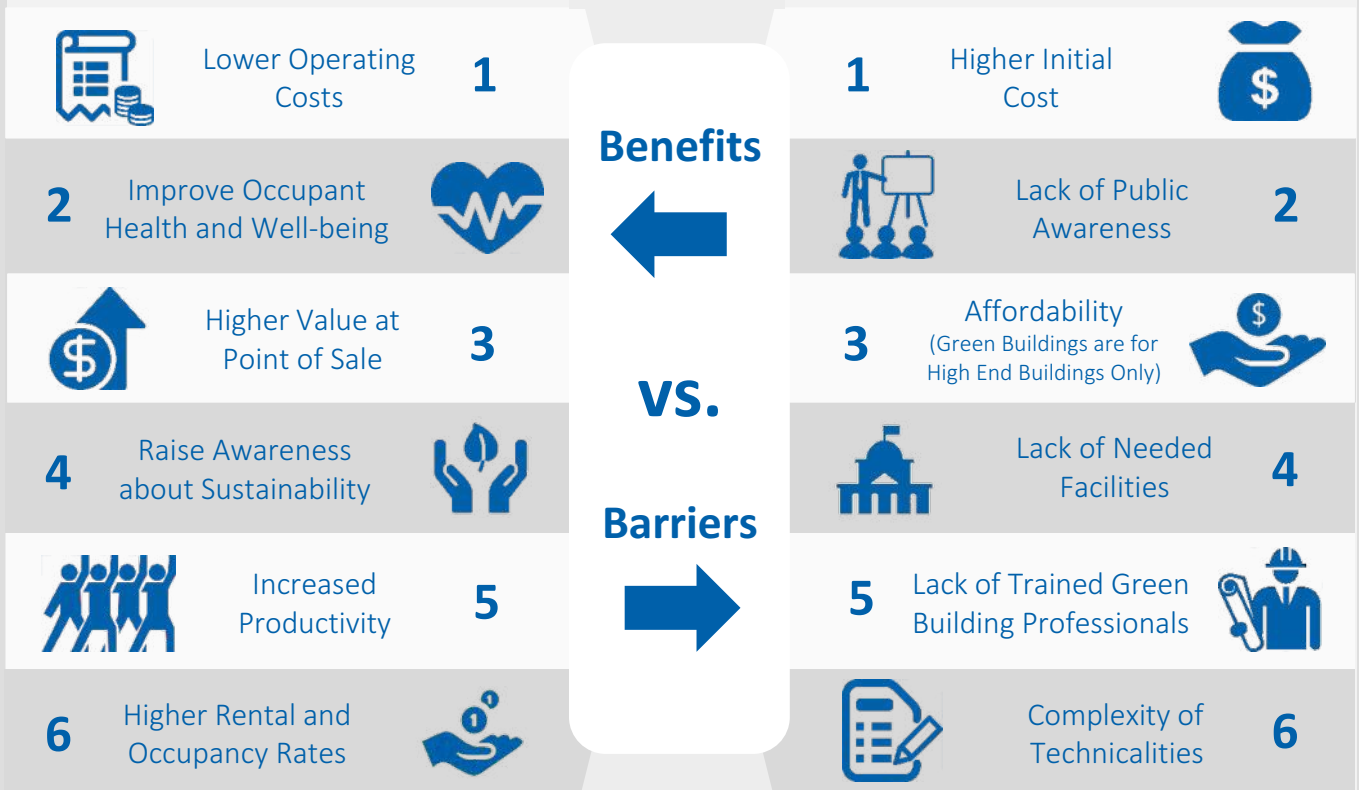 Lower Operating
Costs
1
2
Improve Occupant
Health and Well-being
Higher Value at
Point of Sale
3
4
Raise Awareness
about Sustainability
Increased
Productivity
5
6
Higher Rental and
Occupancy Rates
Benefits
vs.
Barriers
1
Higher Initial
Cost
$
Lack of Public
Awareness
2
3
Affordability
(Green Buildings are for
High End Buildings Only)
$
Lack of Needed
Facilities
4
5
Lack of Trained Green
Building Professionals
Complexity of
Technicalities
6
$
1
1